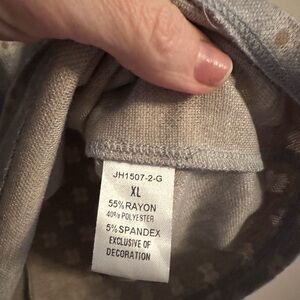 JH1507-2-G
XL
55% RAYON
40% POLYESTER
5% SPANDEX
EXCLUSIVE OF
DECORATION